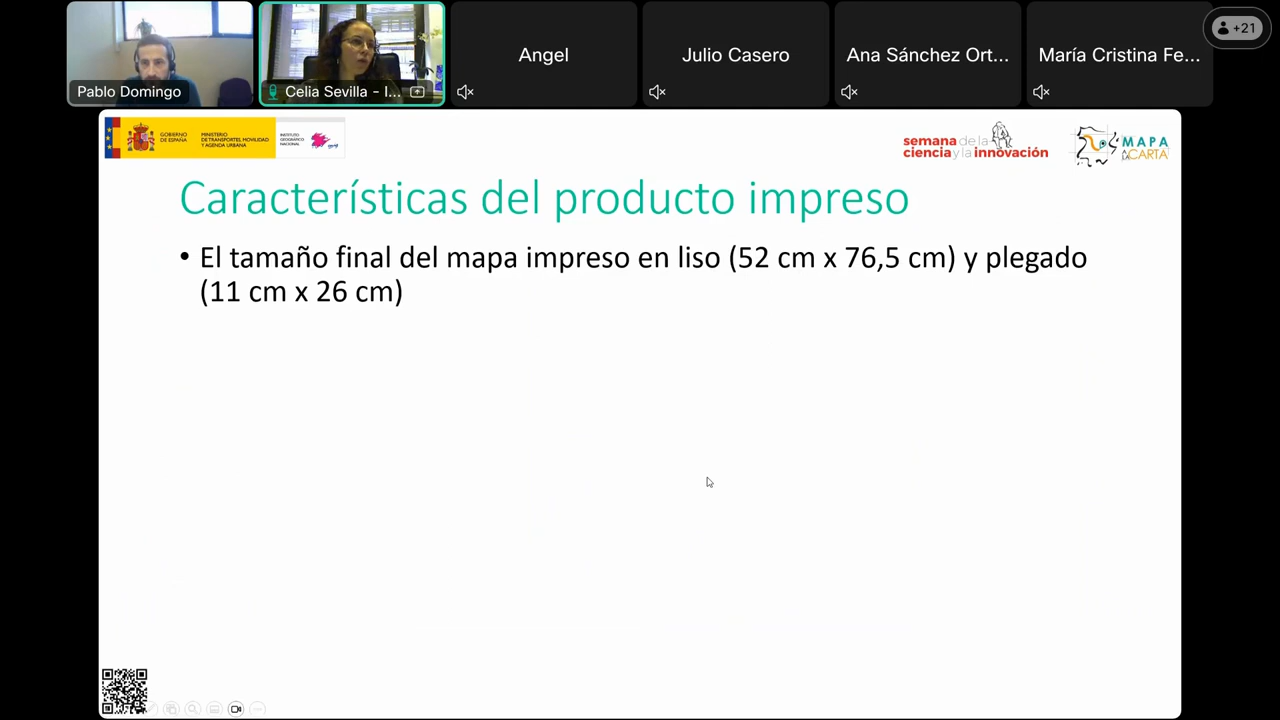 Pablo Domingo
Celia Sevilla - I...
Angel
Julio Casero
Ana Sánchez Ort...
María Cristina Fe...
+21
GOBIERNO
DE ESPAÑA
MINISTERIO
DE TRANSPORTES, MOVILIDAD
Y AGENDA URBANA
INSTITUTO
GEOGRÁFICO
NACIONAL
semana de la
ciencia y la innovación
MAPA
A LA CARTA
Características del producto impreso
• El tamaño final del mapa impreso en liso (52 cm x 76,5 cm) y plegado
(11 cm x 26 cm)